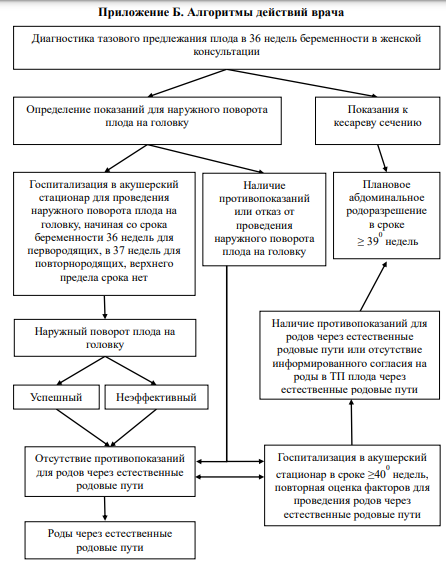 Приложение Б. Алгоритмы действий врача
Диагностика тазового предлежания плода в 36 недель беременности в женской
консультации
Определение показаний для наружного поворота
плода на головку
Показания к
кесареву сечению
Госпитализация в акушерский
стационар для проведения
наружного поворота плода на
головку, начиная со срока
беременности 36 недель для
первородящих, в 37 недель для
повторнородящих, верхнего
предела срока нет
Наличие
противопоказаний
или отказ от
проведения
наружного поворота
плода на головку
Плановое
абдоминальное
родоразрешение
в сроке
≥ 39⁰ недель
Наружный поворот плода на
головку
Наличие противопоказаний для
родов через естественные
родовые пути или отсутствие
информированного согласия на
роды в ТП плода через
естественные родовые пути
Успешный
Неэффективный
Отсутствие противопоказаний
для родов через естественные
родовые пути
Госпитализация в акушерский
стационар в сроке ≥40⁰ недель,
повторная оценка факторов для
проведения родов через
естественные родовые пути
Роды через естественные
родовые пути